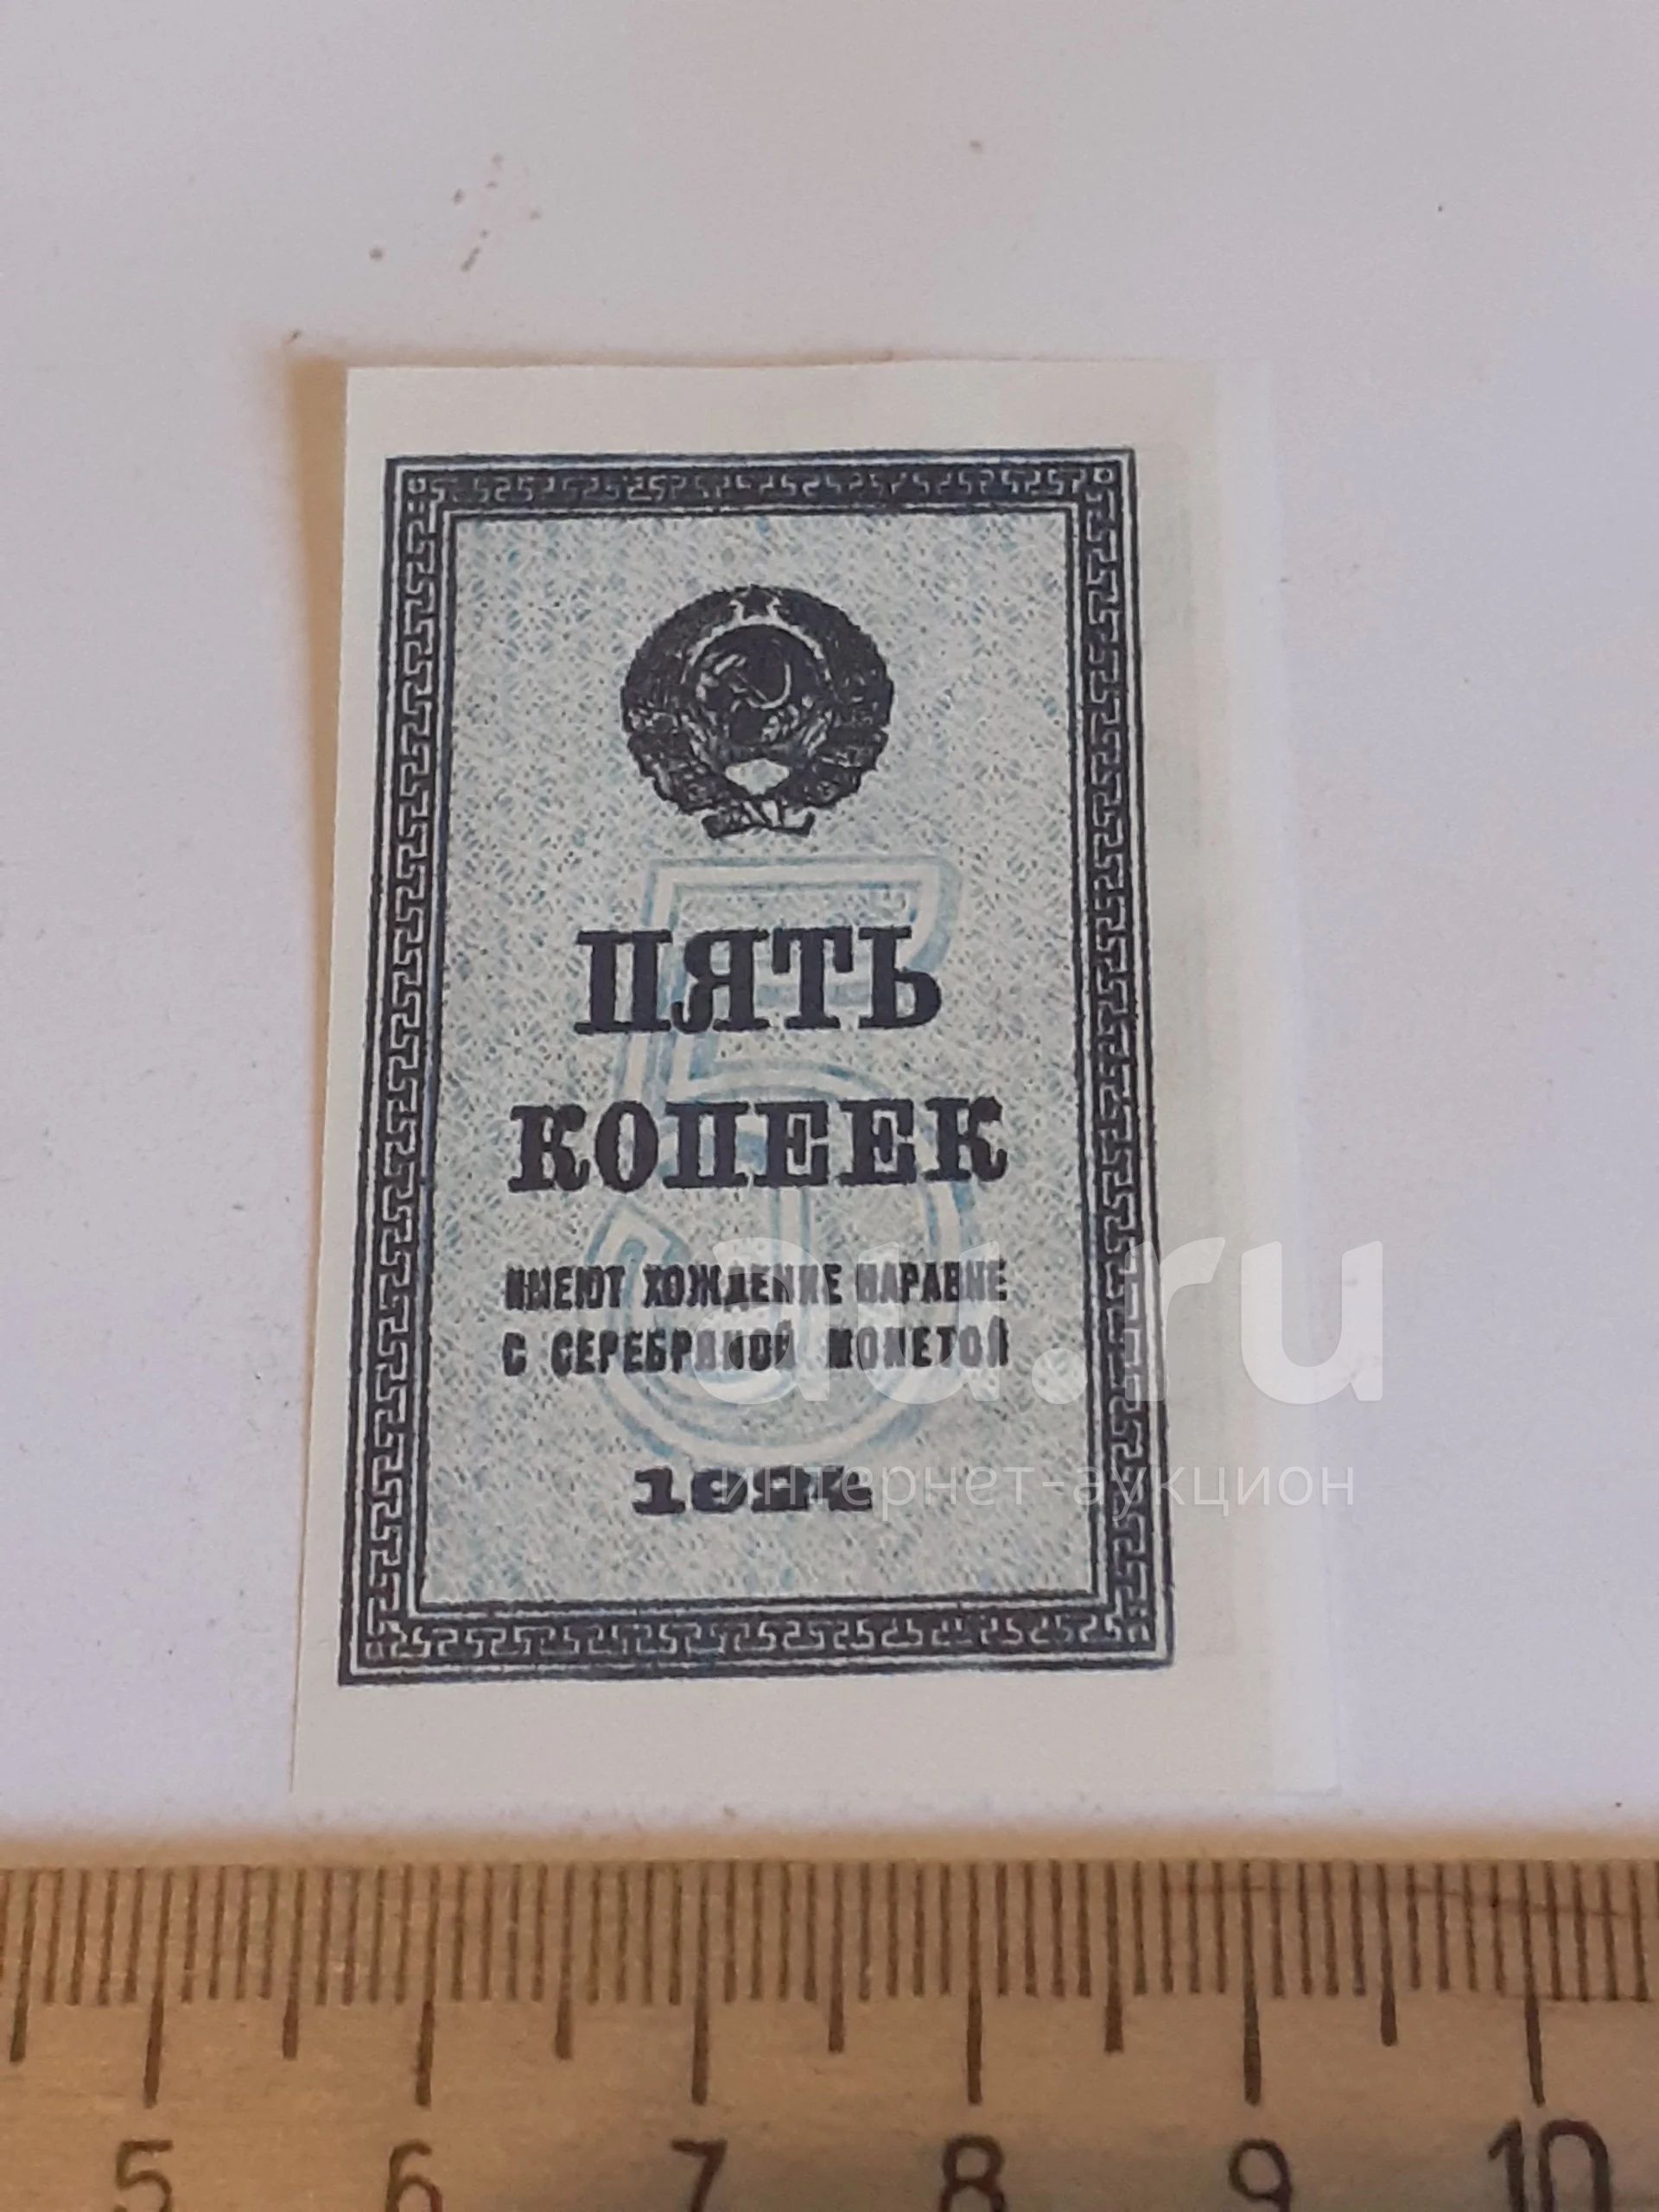 ПЯТЬ
КОПЕЕК
ИМЕЮТ ХОЖДЕНИЕ НАРАВНЕ
С СЕРЕБРЯНОЙ МОНЕТОЙ
1924
au.ru
интернет-аукцион
5 6 7 8 9 10